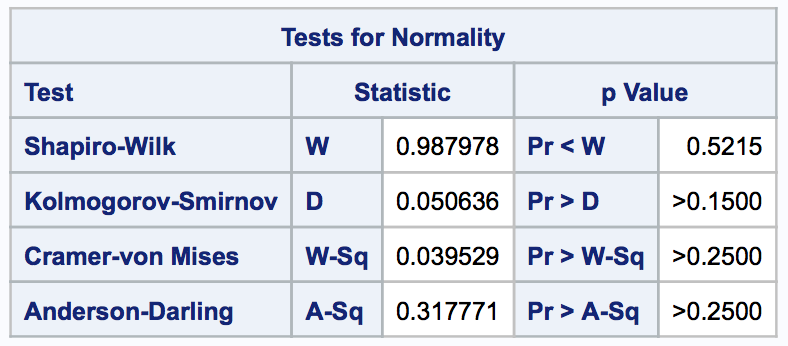 Tests for Normality
Test Statistic p Value
Shapiro-Wilk W 0.987978 Pr < W 0.5215
Kolmogorov-Smirnov D 0.050636 Pr > D >0.1500
Cramer-von Mises W-Sq 0.039529 Pr > W-Sq >0.2500
Anderson-Darling A-Sq 0.317771 Pr > A-Sq >0.2500